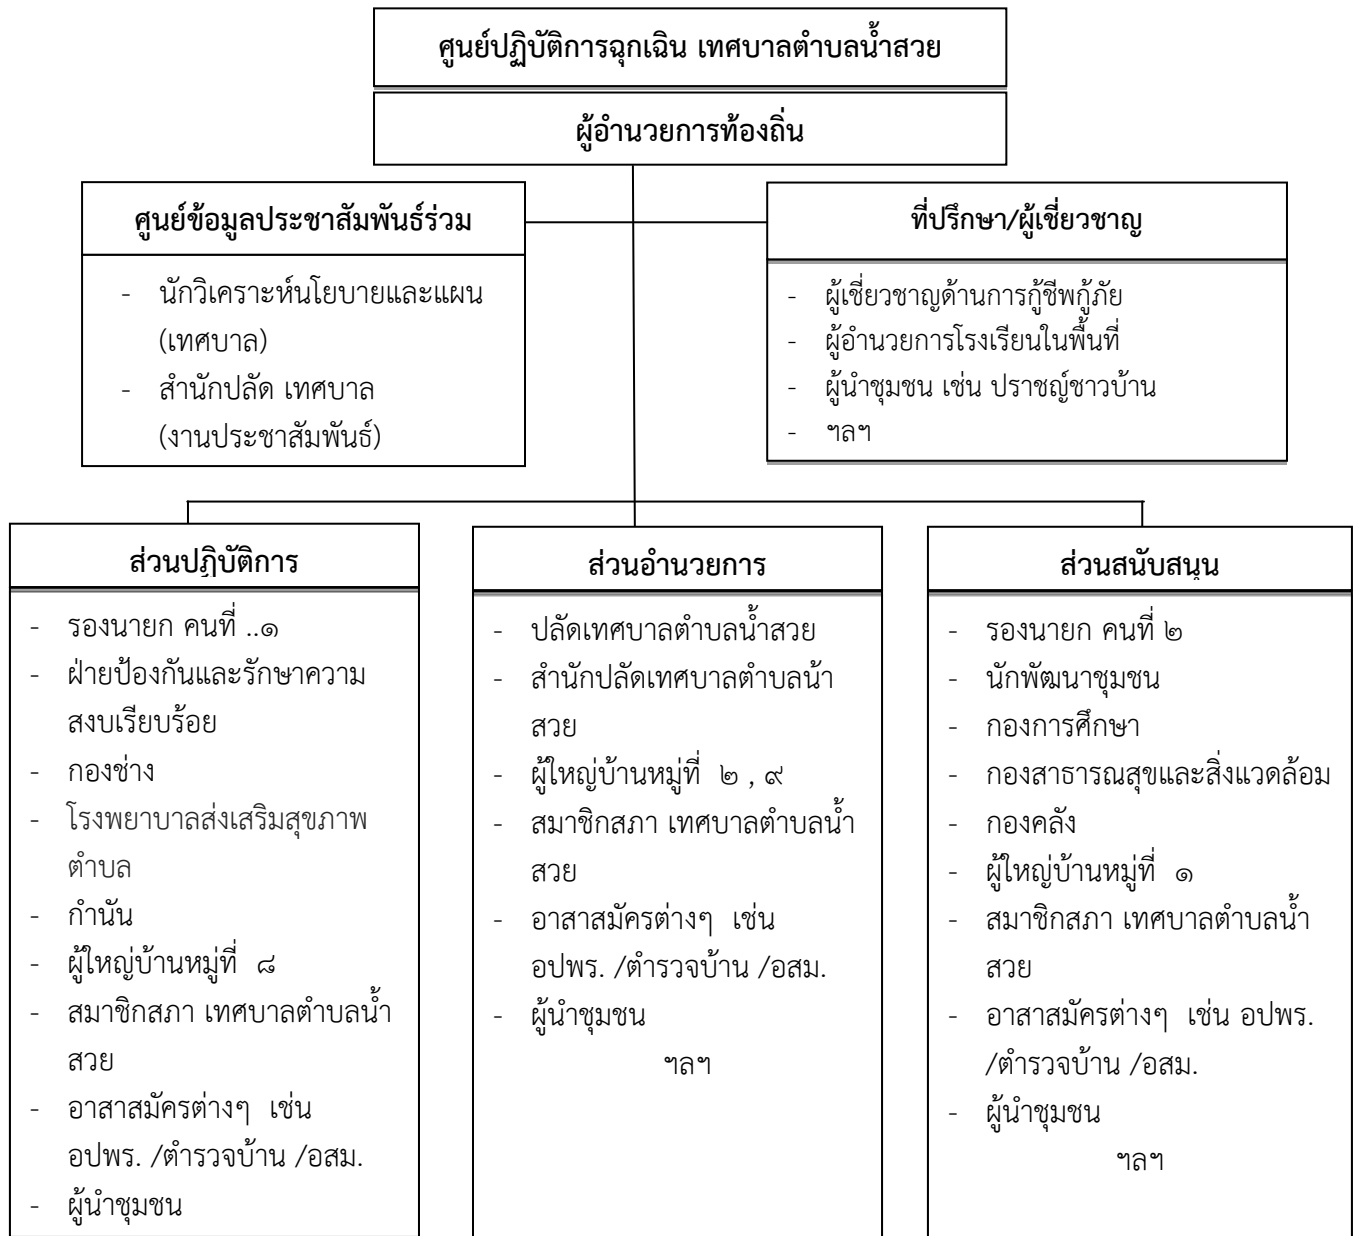 ศูนย์ปฏิบัติการฉุกเฉิน เทศบาลตำบลน้ำสวย
ผู้อำนวยการท้องถิ่น
ศูนย์ข้อมูลประชาสัมพันธ์ร่วม
- นักวิเคราะห์นโยบายและแผน
(เทศบาล)
- สำนักปลัด เทศบาล
(งานประชาสัมพันธ์)
ที่ปรึกษา/ผู้เชี่ยวชาญ
- ผู้เชี่ยวชาญด้านการกู้ชีพกู้ภัย
- ผู้อำนวยการโรงเรียนในพื้นที่
- ผู้นำชุมชน เช่น ปราชญ์ชาวบ้าน
- ฯลฯ
ส่วนปฏิบัติการ
- รองนายก คนที่ ..๑
- ฝ่ายป้องกันและรักษาความ
สงบเรียบร้อย
- กองช่าง
- โรงพยาบาลส่งเสริมสุขภาพ
ตำบล
- กำนัน
- ผู้ใหญ่บ้านหมู่ที่ ๘
- สมาชิกสภา เทศบาลตำบลน้ำ
สวย
- อาสาสมัครต่างๆ เช่น
อปพร. /ตำรวจบ้าน /อสม.
- ผู้นำชุมชน
ส่วนอำนวยการ
- ปลัดเทศบาลตำบลน้ำสวย
- สำนักปลัดเทศบาลตำบลน้ำ
สวย
- ผู้ใหญ่บ้านหมู่ที่ ๒ , ๙
- สมาชิกสภา เทศบาลตำบลน้ำ
สวย
- อาสาสมัครต่างๆ เช่น
อปพร. /ตำรวจบ้าน /อสม.
- ผู้นำชุมชน
ฯลฯ
ส่วนสนับสนุน
- รองนายก คนที่ ๒
- นักพัฒนาชุมชน
- กองการศึกษา
- กองสาธารณสุขและสิ่งแวดล้อม
- กองคลัง
- ผู้ใหญ่บ้านหมู่ที่ ๑
- สมาชิกสภา เทศบาลตำบลน้ำ
สวย
- อาสาสมัครต่างๆ เช่น อปพร.
/ตำรวจบ้าน /อสม.
- ผู้นำชุมชน
ฯลฯ